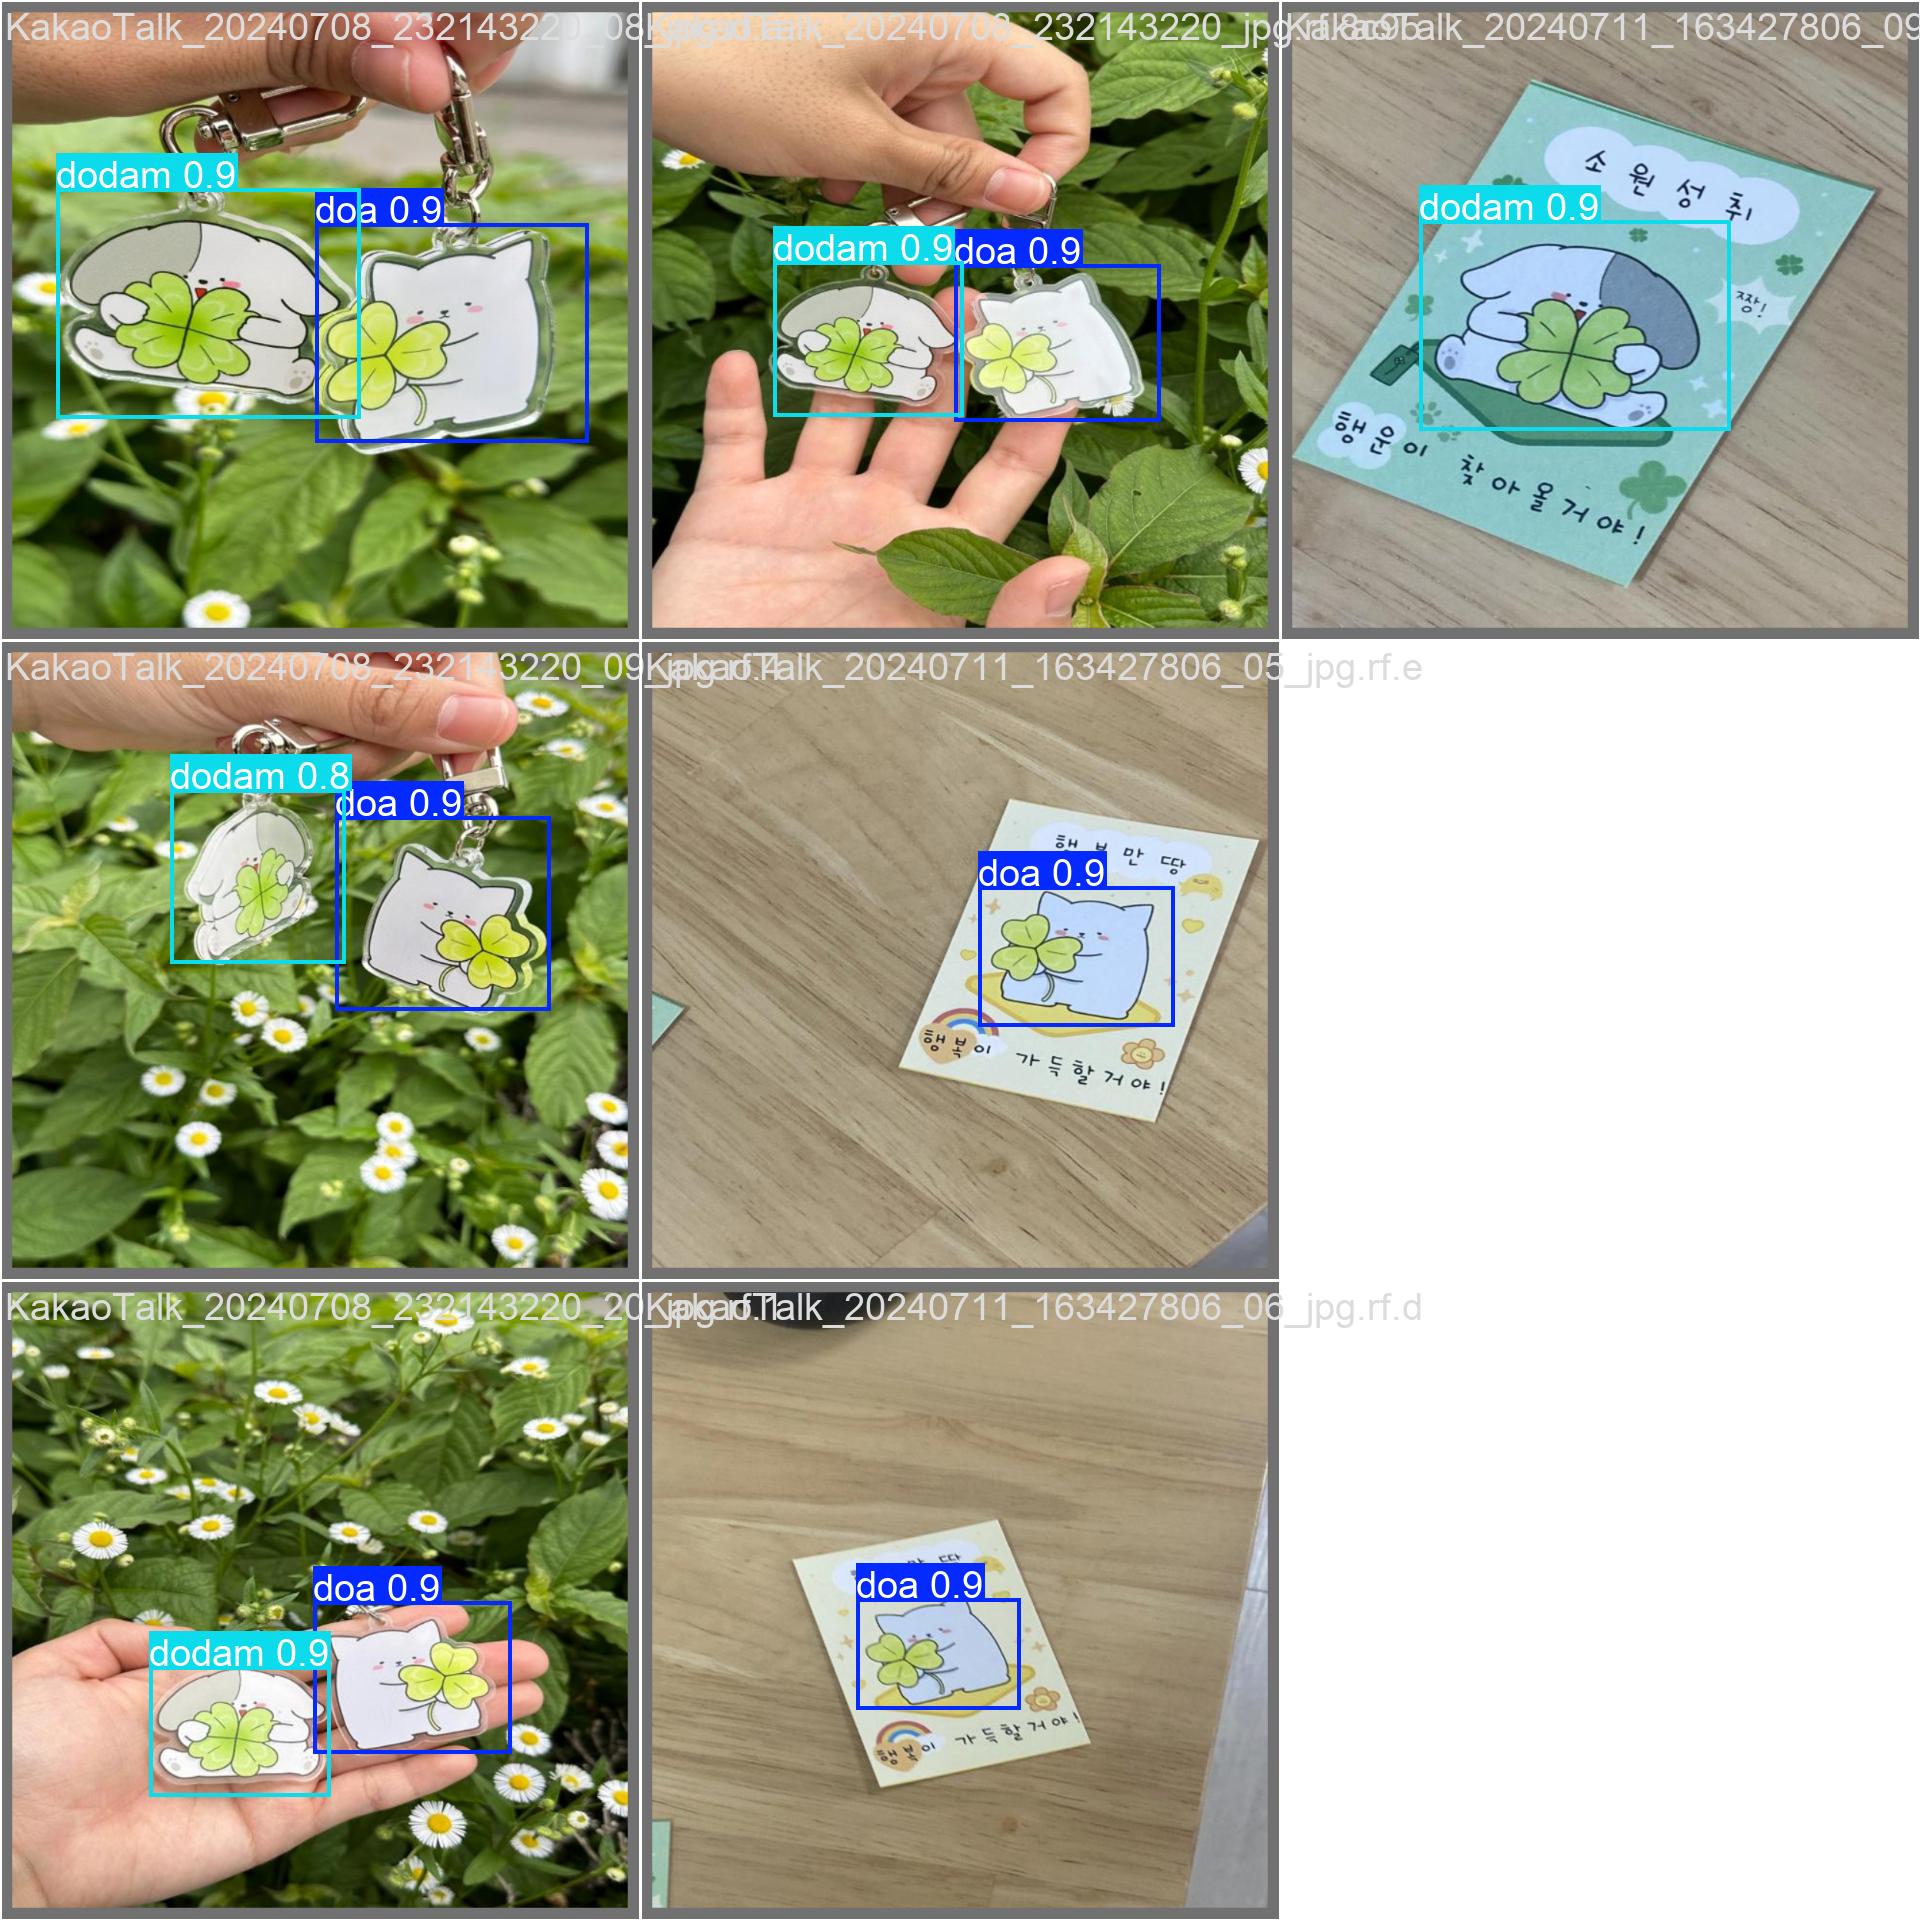 KakaoTalk_20240708_232143220_08_jpg.rf.
KakaoTalk_20240708_232143220_jpg.rf.8
KakaoTalk_20240711_163427806_09
dodam 0.9
doa 0.9
dodam 0.9
doa 0.9
소원성취
dodam 0.9
짠!
행운이 찾아올거야!
KakaoTalk_20240708_232143220_09_jpg.rf.
KakaoTalk_20240711_163427806_05_jpg.rf.e
dodam 0.8
doa 0.9
만땅
doa 0.9
행복이 가득할거야!
KakaoTalk_20240708_232143220_20_jpg.rf.
KakaoTalk_20240711_163427806_06_jpg.rf.d
doa 0.9
dodam 0.9
땅
doa 0.9
행복이 가득할거야!